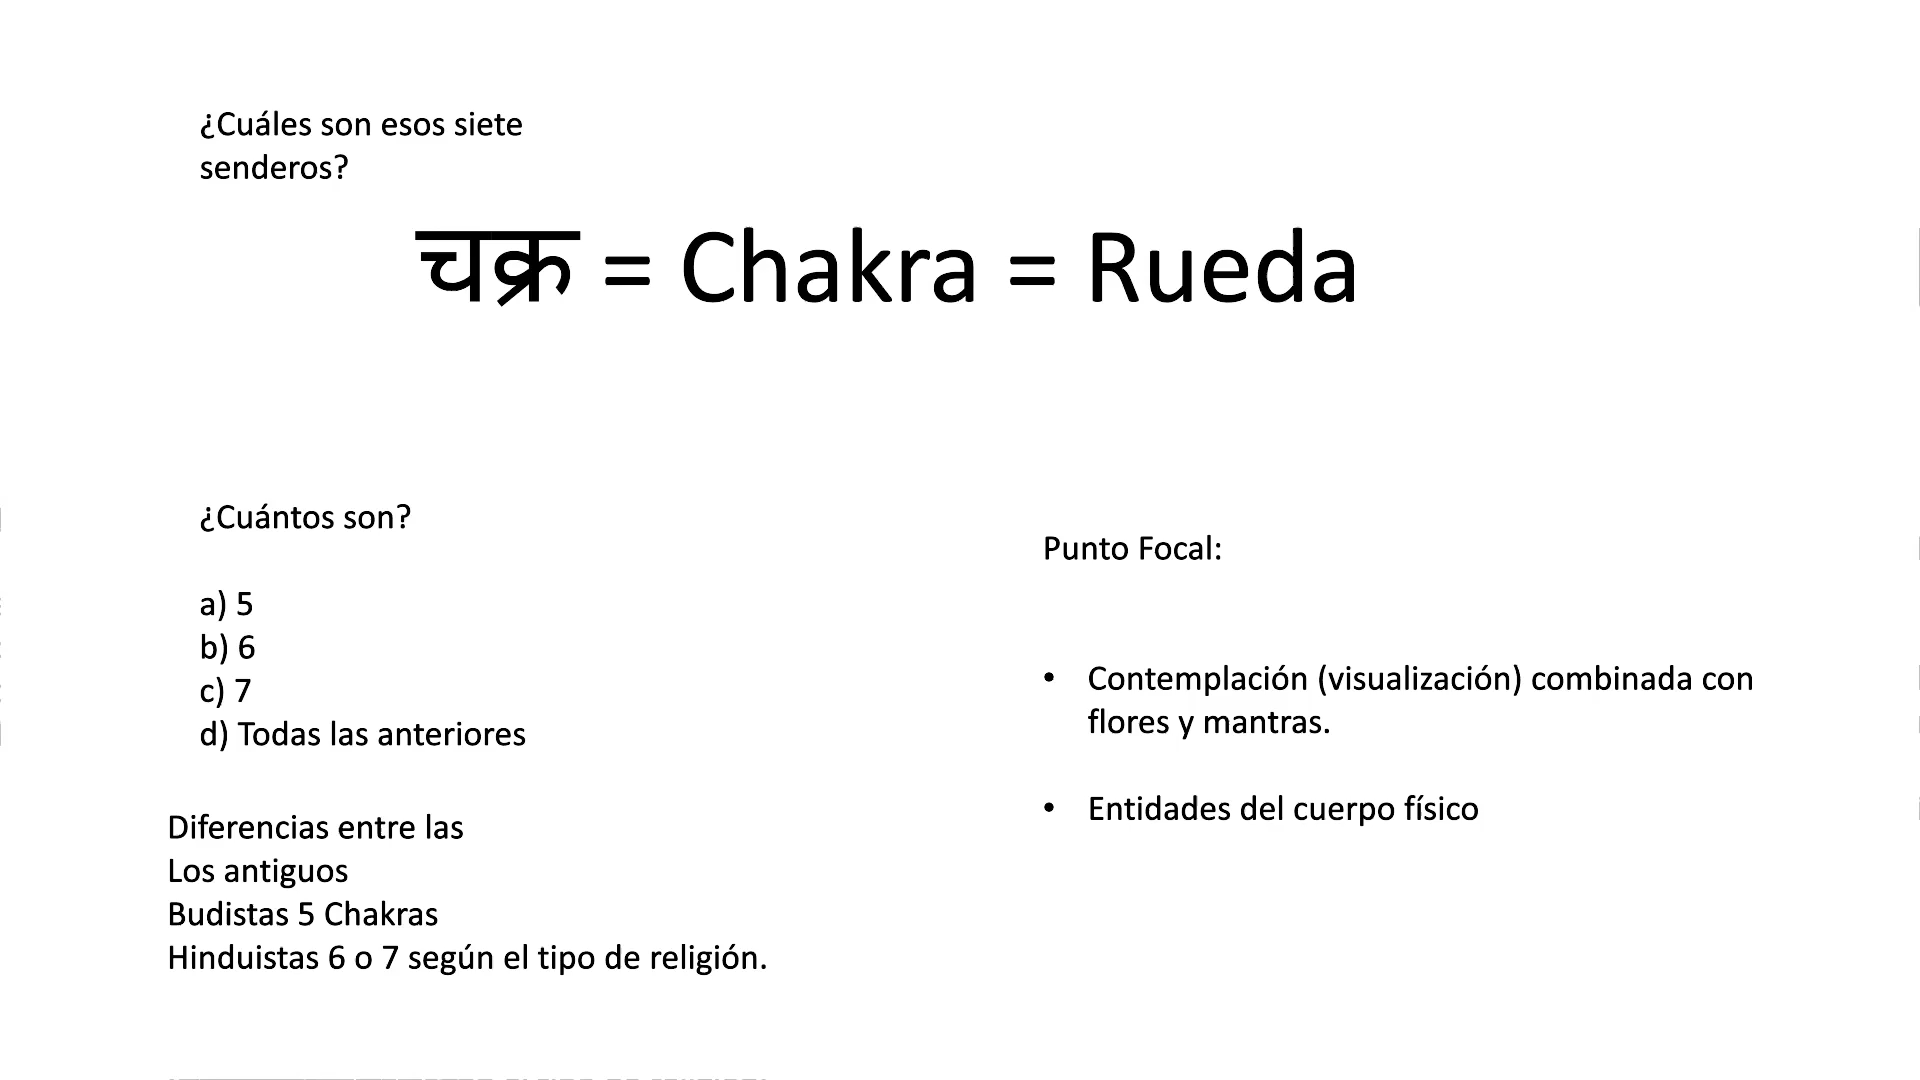 ¿Cuáles son esos siete
senderos?
चक्र = Chakra = Rueda
¿Cuántos son?
a) 5
b) 6
c) 7
d) Todas las anteriores
Diferencias entre las
Los antiguos
Budistas 5 Chakras
Hinduistas 6 o 7 según el tipo de religión.
Punto Focal:
• Contemplación (visualización) combinada con
flores y mantras.
• Entidades del cuerpo físico